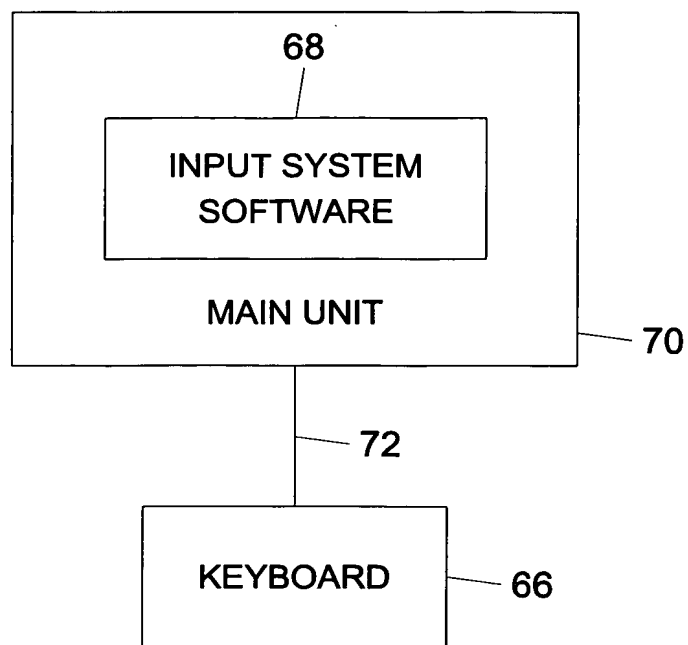 68
INPUT SYSTEM
SOFTWARE
MAIN UNIT
70
72
KEYBOARD
66